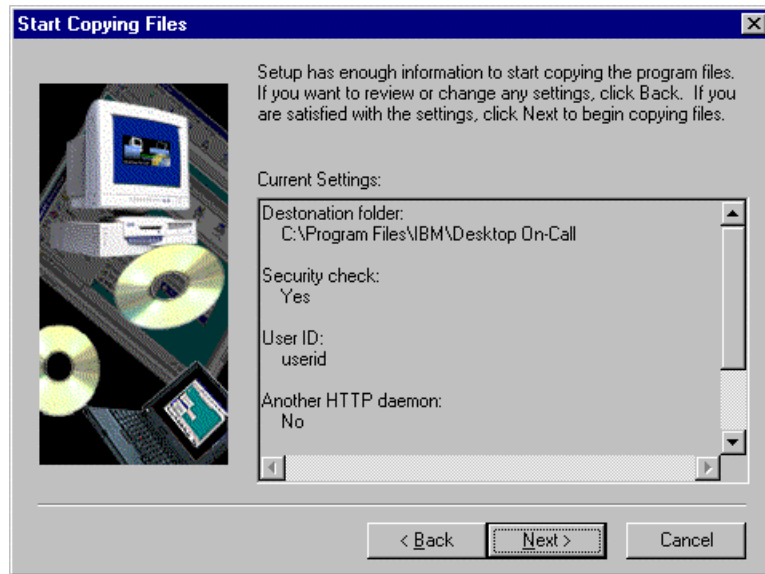 Start Copying Files
Setup has enough information to start copying the program files.
If you want to review or change any settings, click Back. If you
are satisfied with the settings, click Next to begin copying files.
Current Settings:
Destonation folder:
C:\Program Files\IBM\Desktop On-Call
Security check:
Yes
User ID:
userid
Another HTTP daemon:
No
< Back
Next >
Cancel